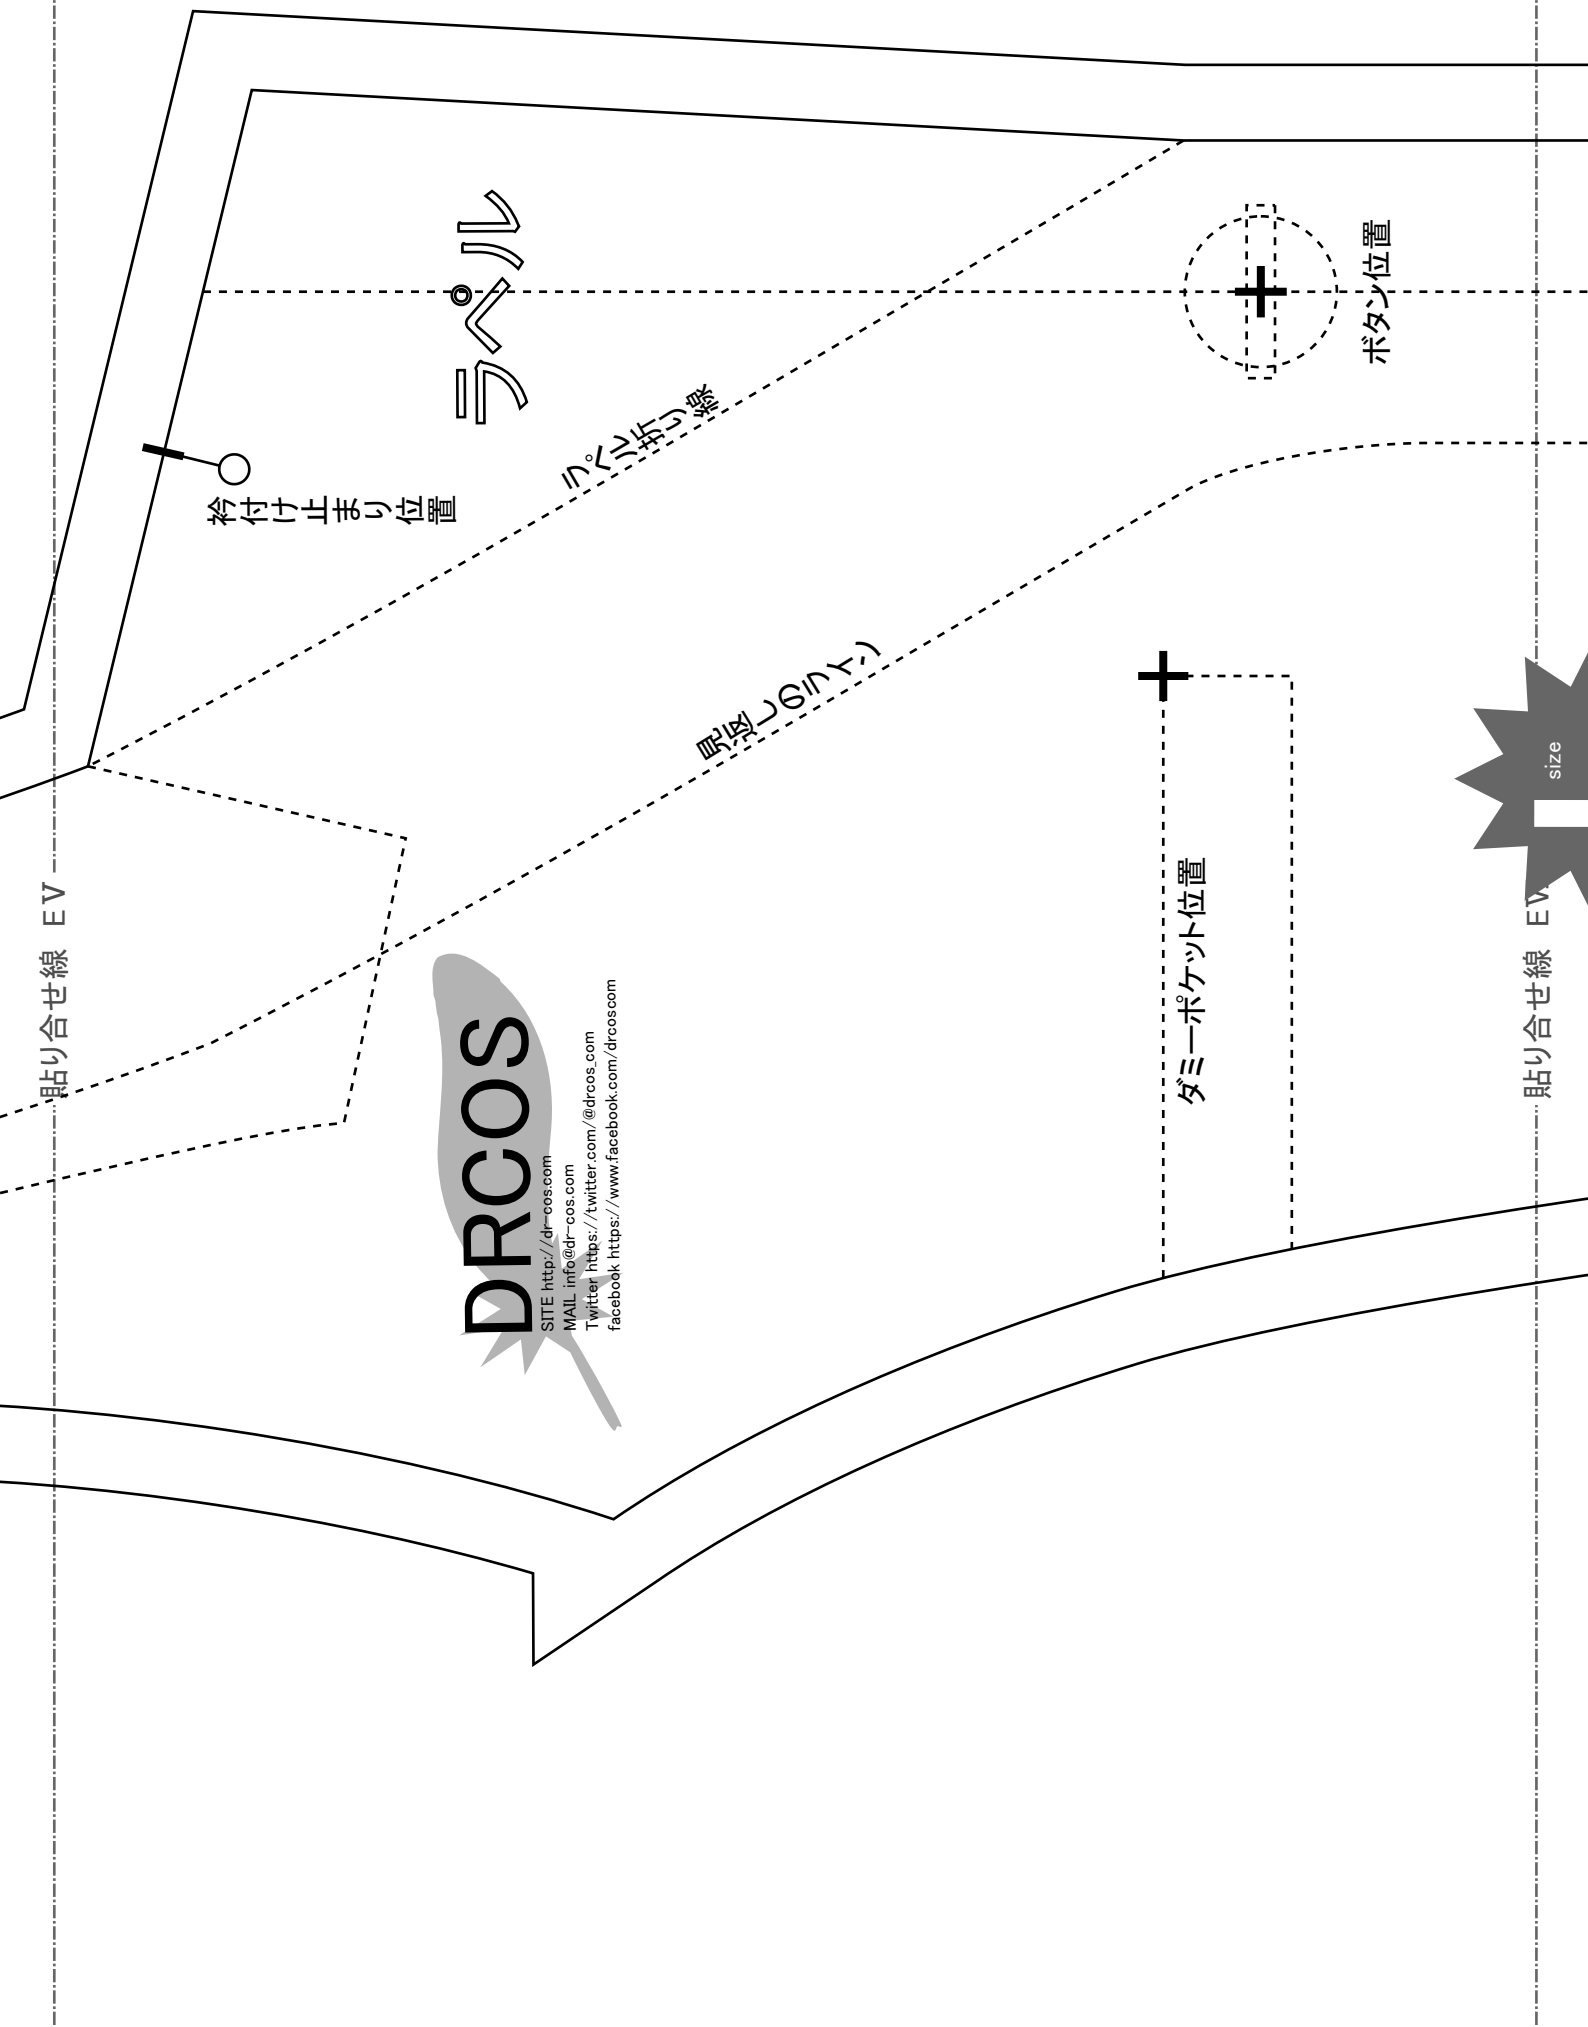 ラペル
ボタン位置
ラペル折り線
衿付け止まり位置
見返しのライン
size
貼り合せ線 EV
ダミーポケット位置
貼り合せ線 EV
DRCOS
SITE http://dr-cos.com
MAIL info@dr-cos.com
Twitter https://twitter.com/@drcos_com
facebook https://www.facebook.com/drcoscom